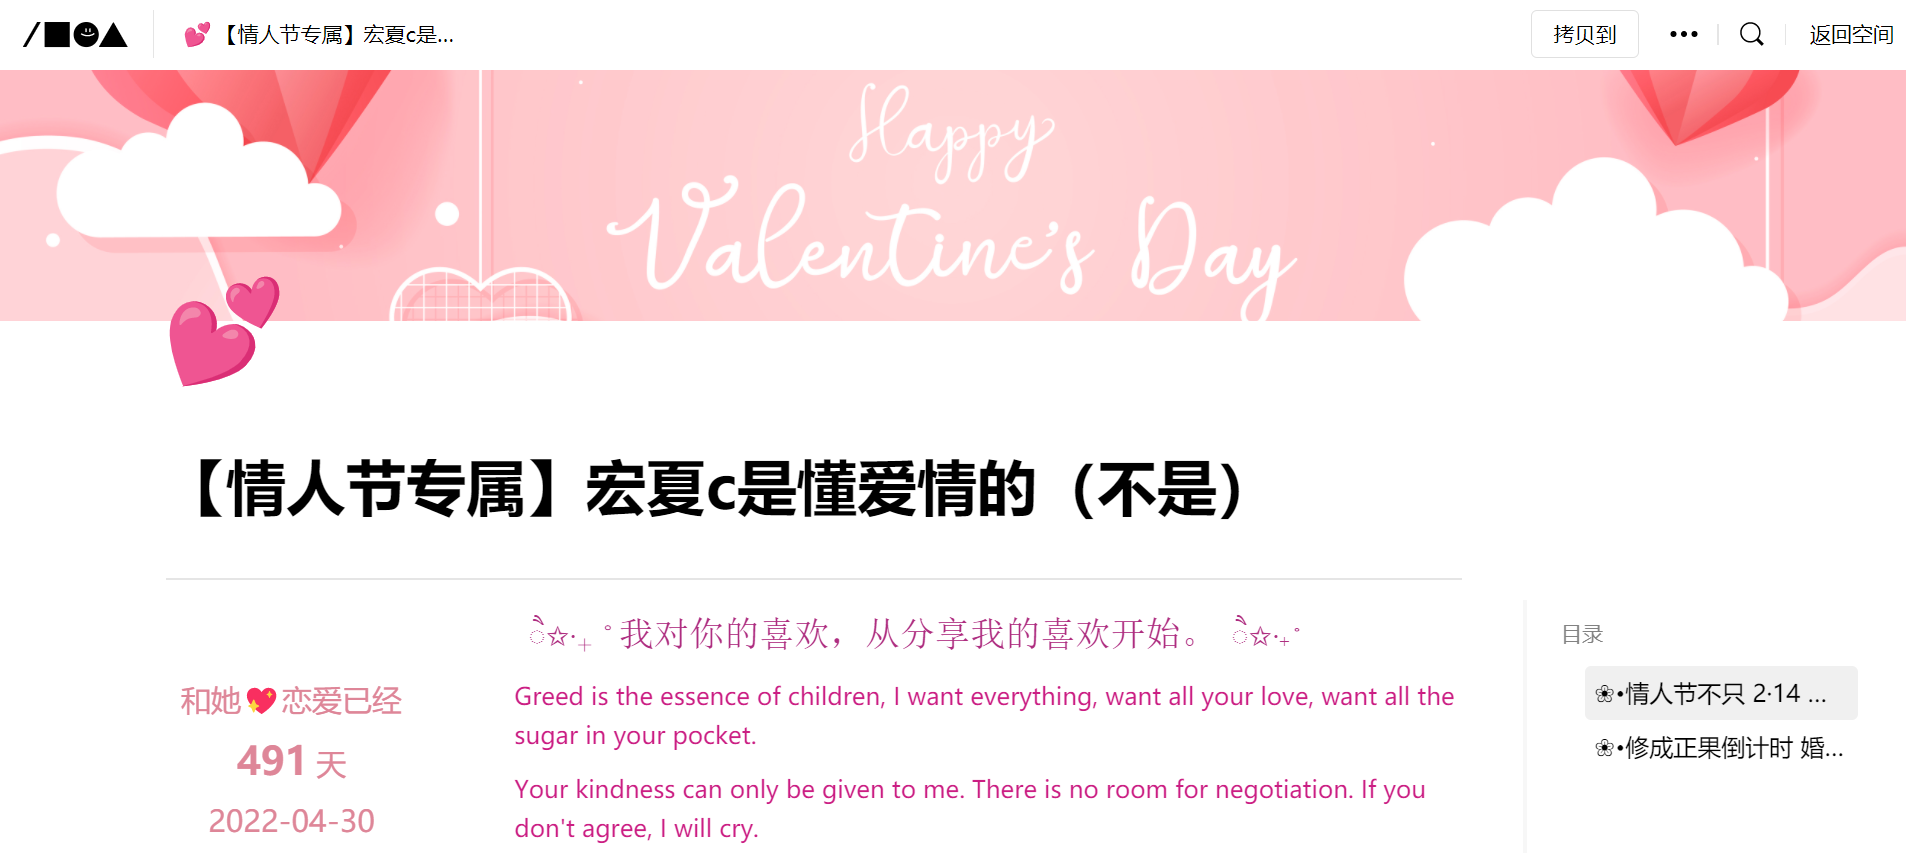 💕【情人节专属】宏夏c是...
拷贝到
返回空间
Happy
Valentine's Day
【情人节专属】宏夏c是懂爱情的（不是）
我对你的喜欢，从分享我的喜欢开始。
和她💖恋爱已经
491 天
2022-04-30
Greed is the essence of children, I want everything, want all your love, want all the
sugar in your pocket.
Your kindness can only be given to me. There is no room for negotiation. If you
don't agree, I will cry.
目录
❀•情人节不只 2·14 ...
❀•修成正果倒计时 婚...